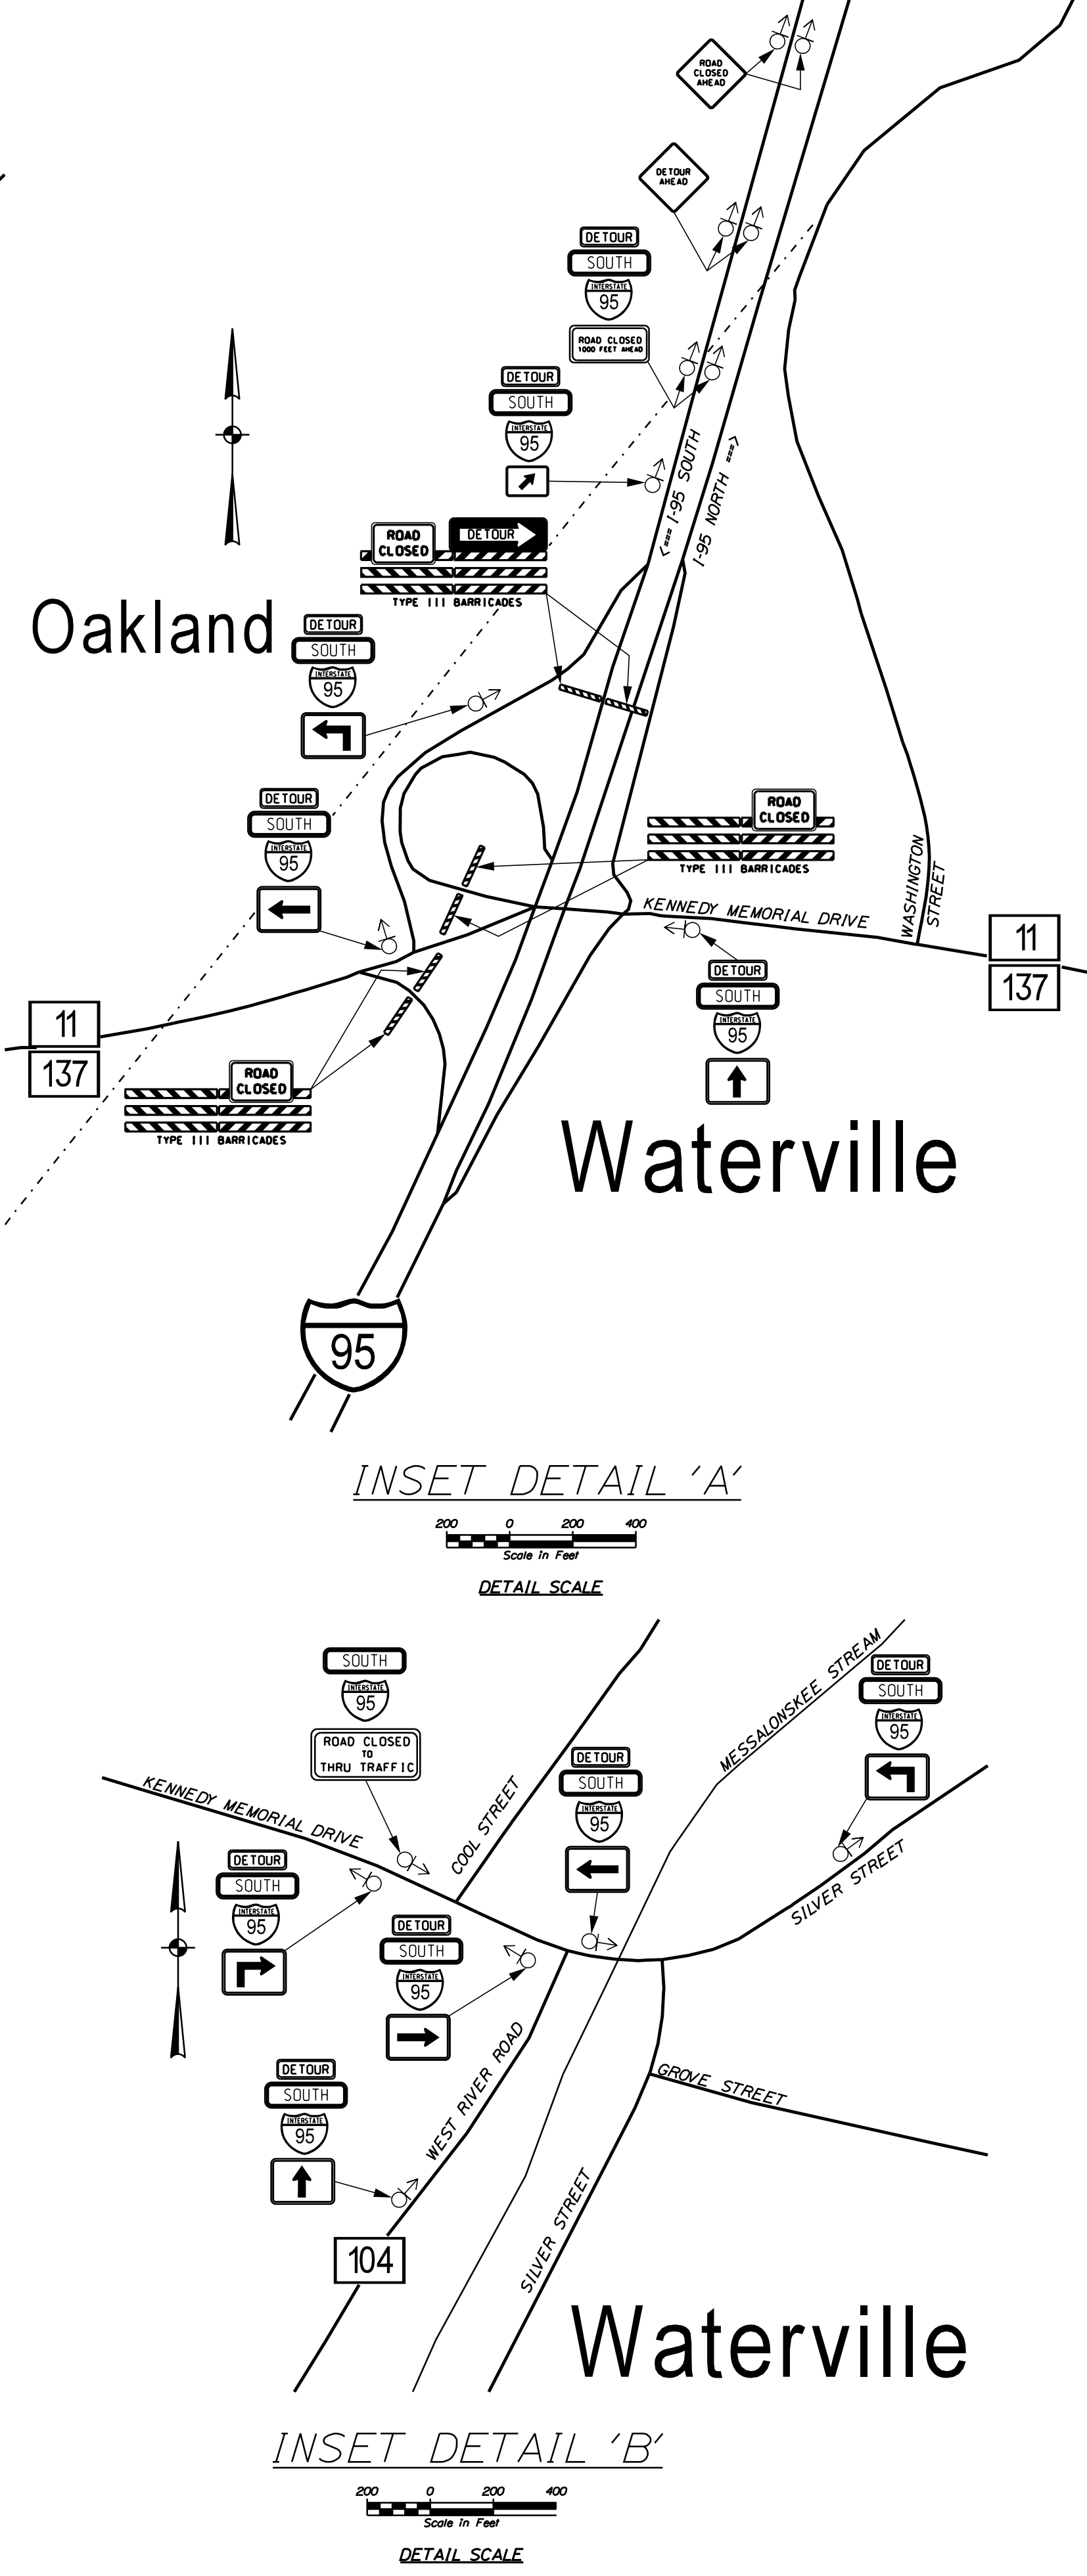 ROAD
CLOSED
AHEAD
DETOUR
AHEAD
DETOUR
SOUTH
INTERSTATE
95
ROAD CLOSED
1000 FEET AHEAD
DETOUR
SOUTH
INTERSTATE
95
<=== I-95 SOUTH
I-95 NORTH ===>
ROAD
CLOSED
DETOUR
TYPE III BARRICADES
Oakland
DETOUR
SOUTH
INTERSTATE
95
DETOUR
SOUTH
INTERSTATE
95
ROAD
CLOSED
TYPE III BARRICADES
WASHINGTON
STREET
KENNEDY MEMORIAL DRIVE
11
137
DETOUR
SOUTH
INTERSTATE
95
11
137
ROAD
CLOSED
TYPE III BARRICADES
Waterville
95
INSET DETAIL 'A'
200 0 200 400
Scale in Feet
DETAIL SCALE
SOUTH
INTERSTATE
95
ROAD CLOSED
TO
THRU TRAFFIC
MESSALONSKEE STREAM
DETOUR
SOUTH
INTERSTATE
95
DETOUR
SOUTH
INTERSTATE
95
KENNEDY MEMORIAL DRIVE
COOL STREET
SILVER STREET
DETOUR
SOUTH
INTERSTATE
95
DETOUR
SOUTH
INTERSTATE
95
WEST RIVER ROAD
GROVE STREET
DETOUR
SOUTH
INTERSTATE
95
SILVER STREET
104
Waterville
INSET DETAIL 'B'
200 0 200 400
Scale in Feet
DETAIL SCALE